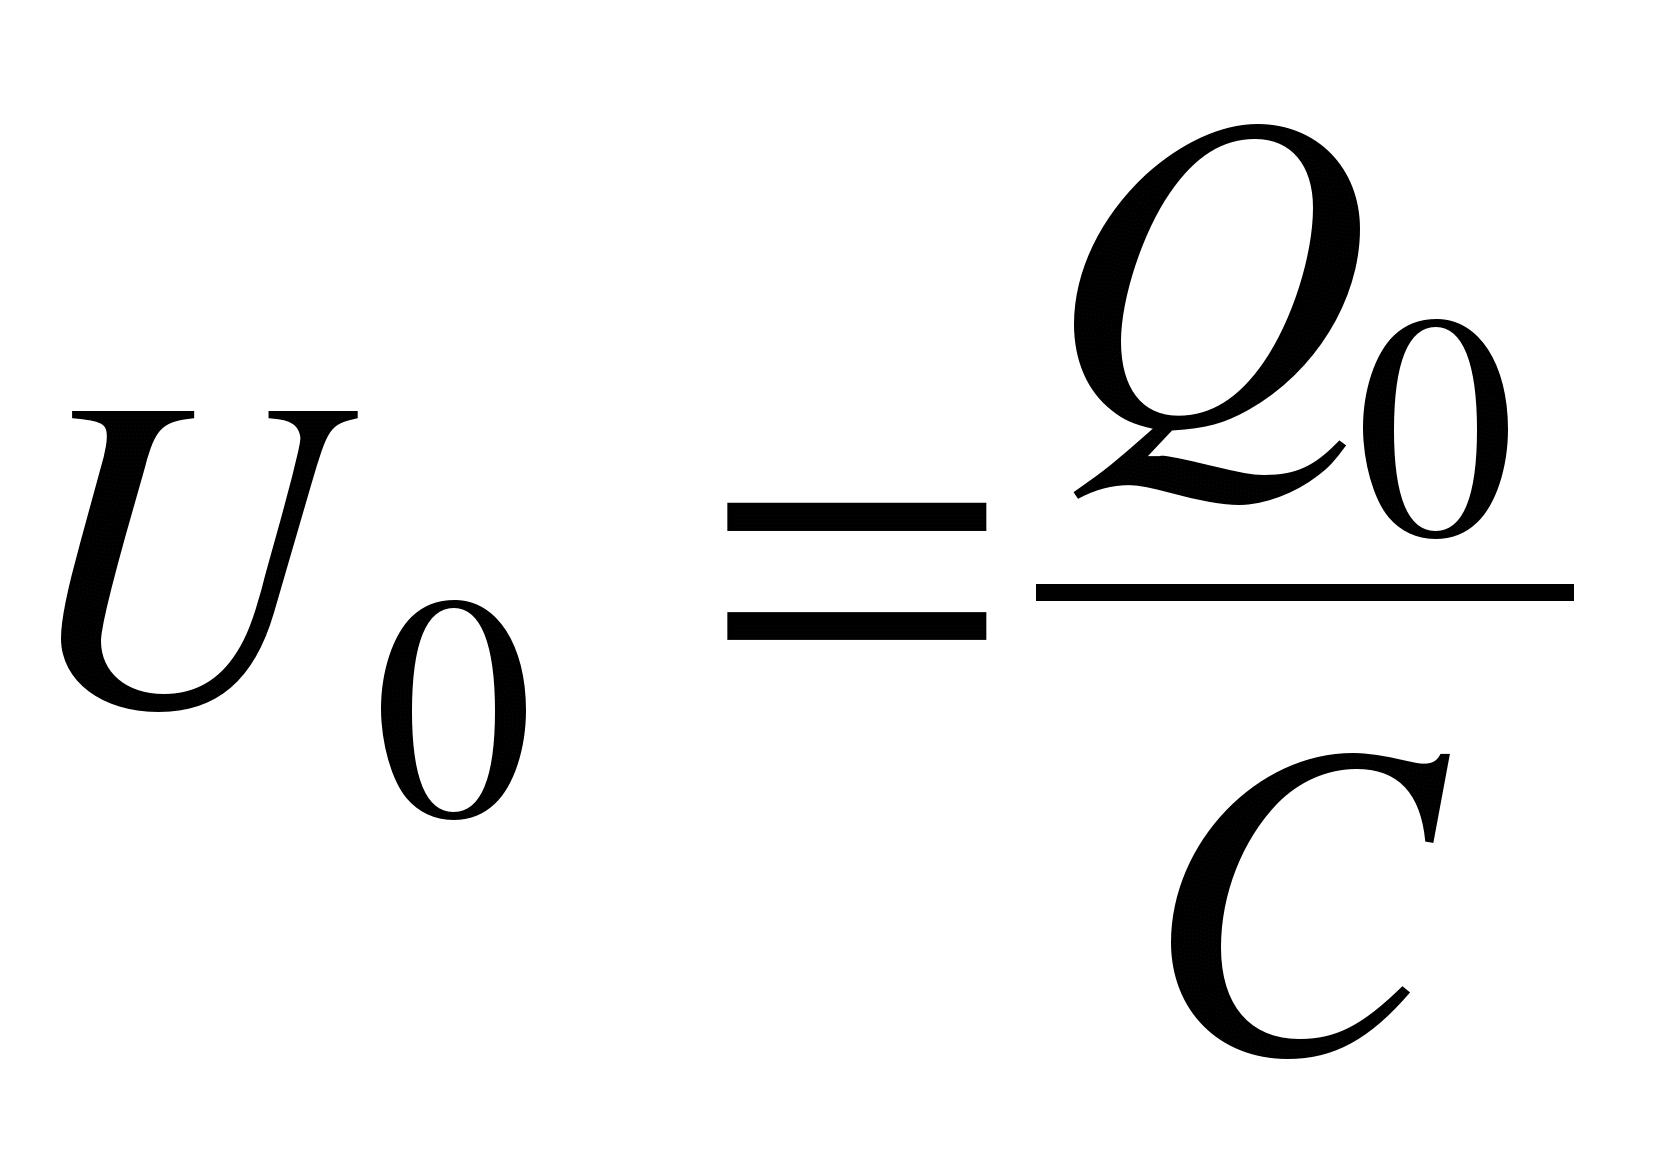 U₀ = Q₀/C